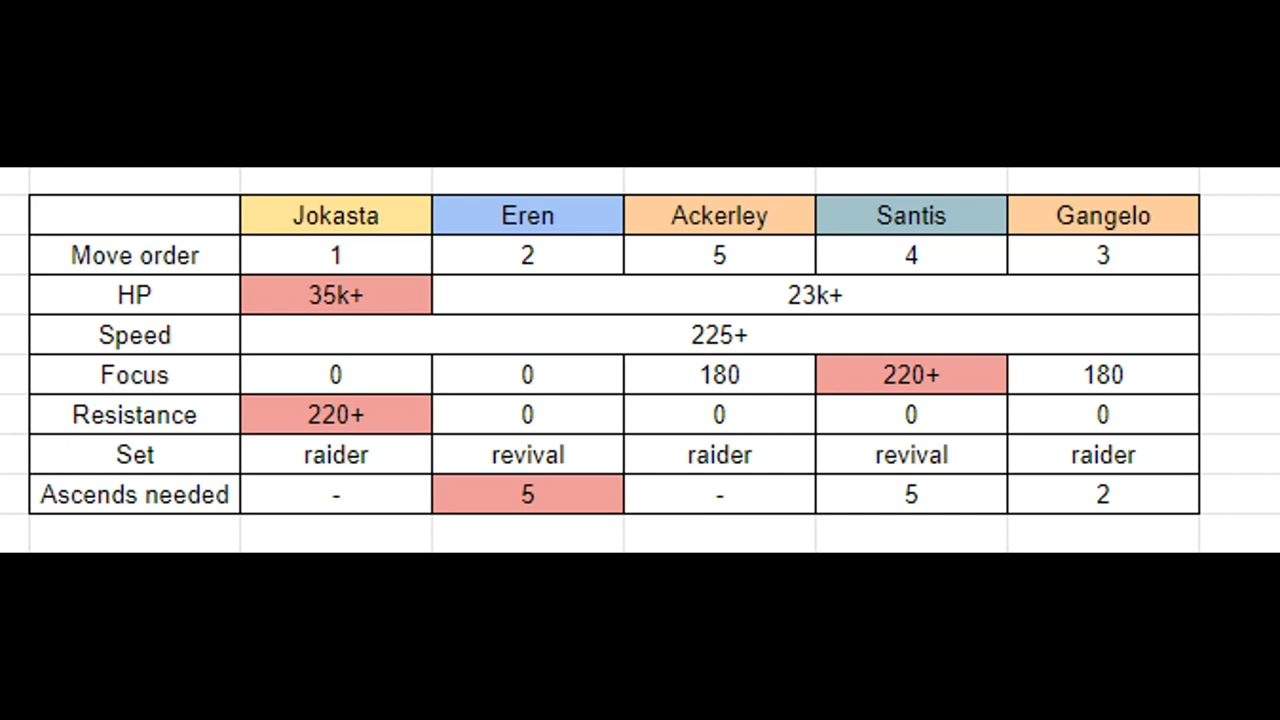 Jokasta Eren Ackerley Santis Gangelo
Move order 1 2 5 4 3
HP 35k+ 23k+
Speed 225+
Focus 0 0 180 220+ 180
Resistance 220+ 0 0 0 0
Set raider revival raider revival raider
Ascends needed - 5 - 5 2